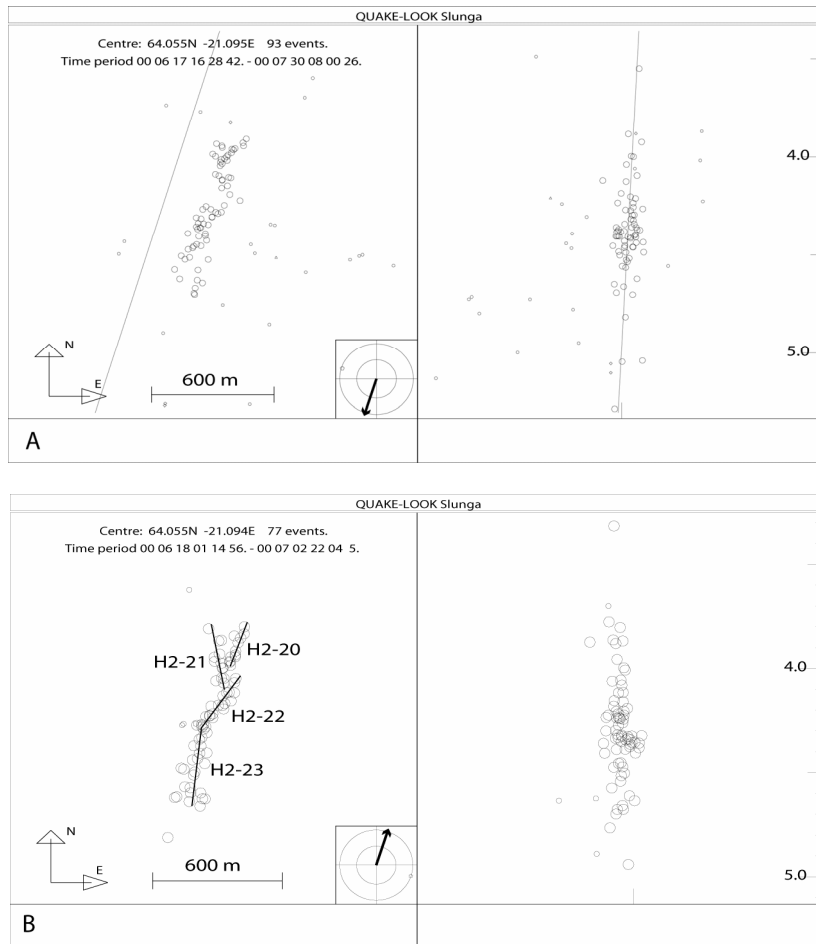 QUAKE-LOOK Slunga
Centre: 64.055N -21.095E 93 events.
Time period 00 06 17 16 28 42. - 00 07 30 08 00 26.
4.0
N
E
600 m
5.0
A
QUAKE-LOOK Slunga
Centre: 64.055N -21.094E 77 events.
Time period 00 06 18 01 14 56. - 00 07 02 22 04 5.
H2-21
H2-20
4.0
H2-22
H2-23
N
E
600 m
5.0
B